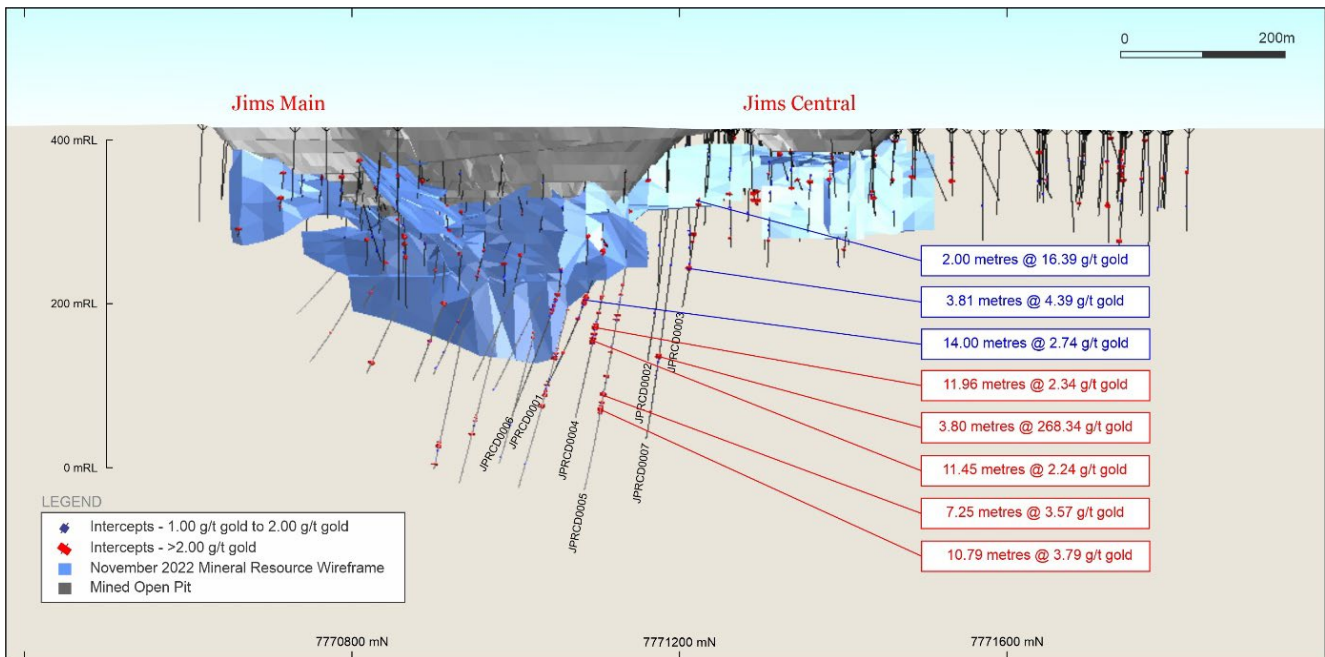 0 200m
Jims Main
Jims Central
400 mRL
200 mRL
0 mRL
JPRCD0003
JPRCD0002
JPRCD0001
JPRCD0006
JPRCD0004
JPRCD0007
JPRCD0005
2.00 metres @ 16.39 g/t gold
3.81 metres @ 4.39 g/t gold
14.00 metres @ 2.74 g/t gold
11.96 metres @ 2.34 g/t gold
3.80 metres @ 268.34 g/t gold
11.45 metres @ 2.24 g/t gold
7.25 metres @ 3.57 g/t gold
10.79 metres @ 3.79 g/t gold
LEGEND
Intercepts - 1.00 g/t gold to 2.00 g/t gold
Intercepts - >2.00 g/t gold
November 2022 Mineral Resource Wireframe
Mined Open Pit
7770800 mN
7771200 mN
7771600 mN